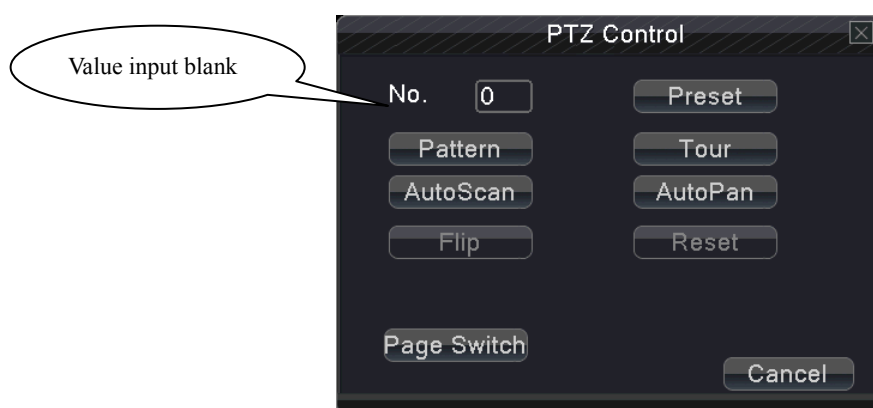 PTZ Control
Value input blank
No. 0 Preset
Pattern Tour
AutoScan AutoPan
Flip Reset
Page Switch
Cancel